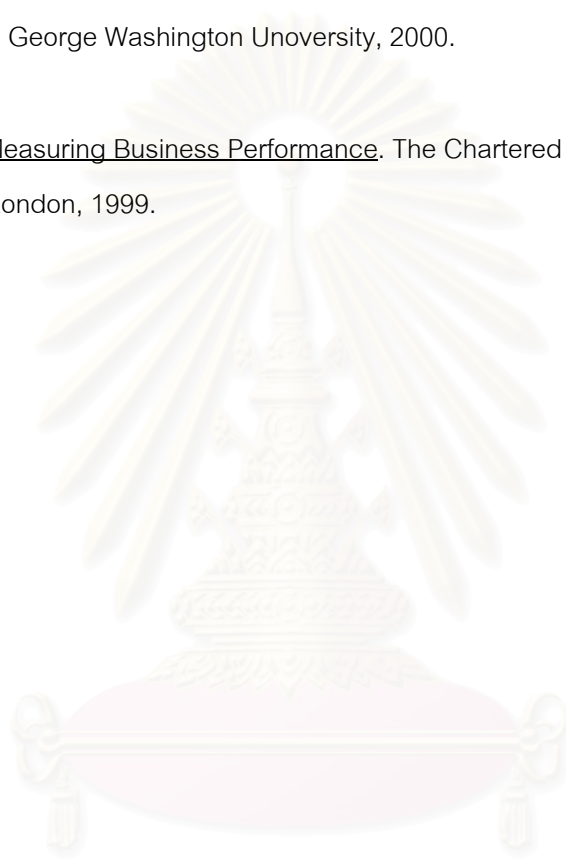 George Washington Unoversity, 2000.
leasuring Business Performance. The Chartered
ondon, 1999.